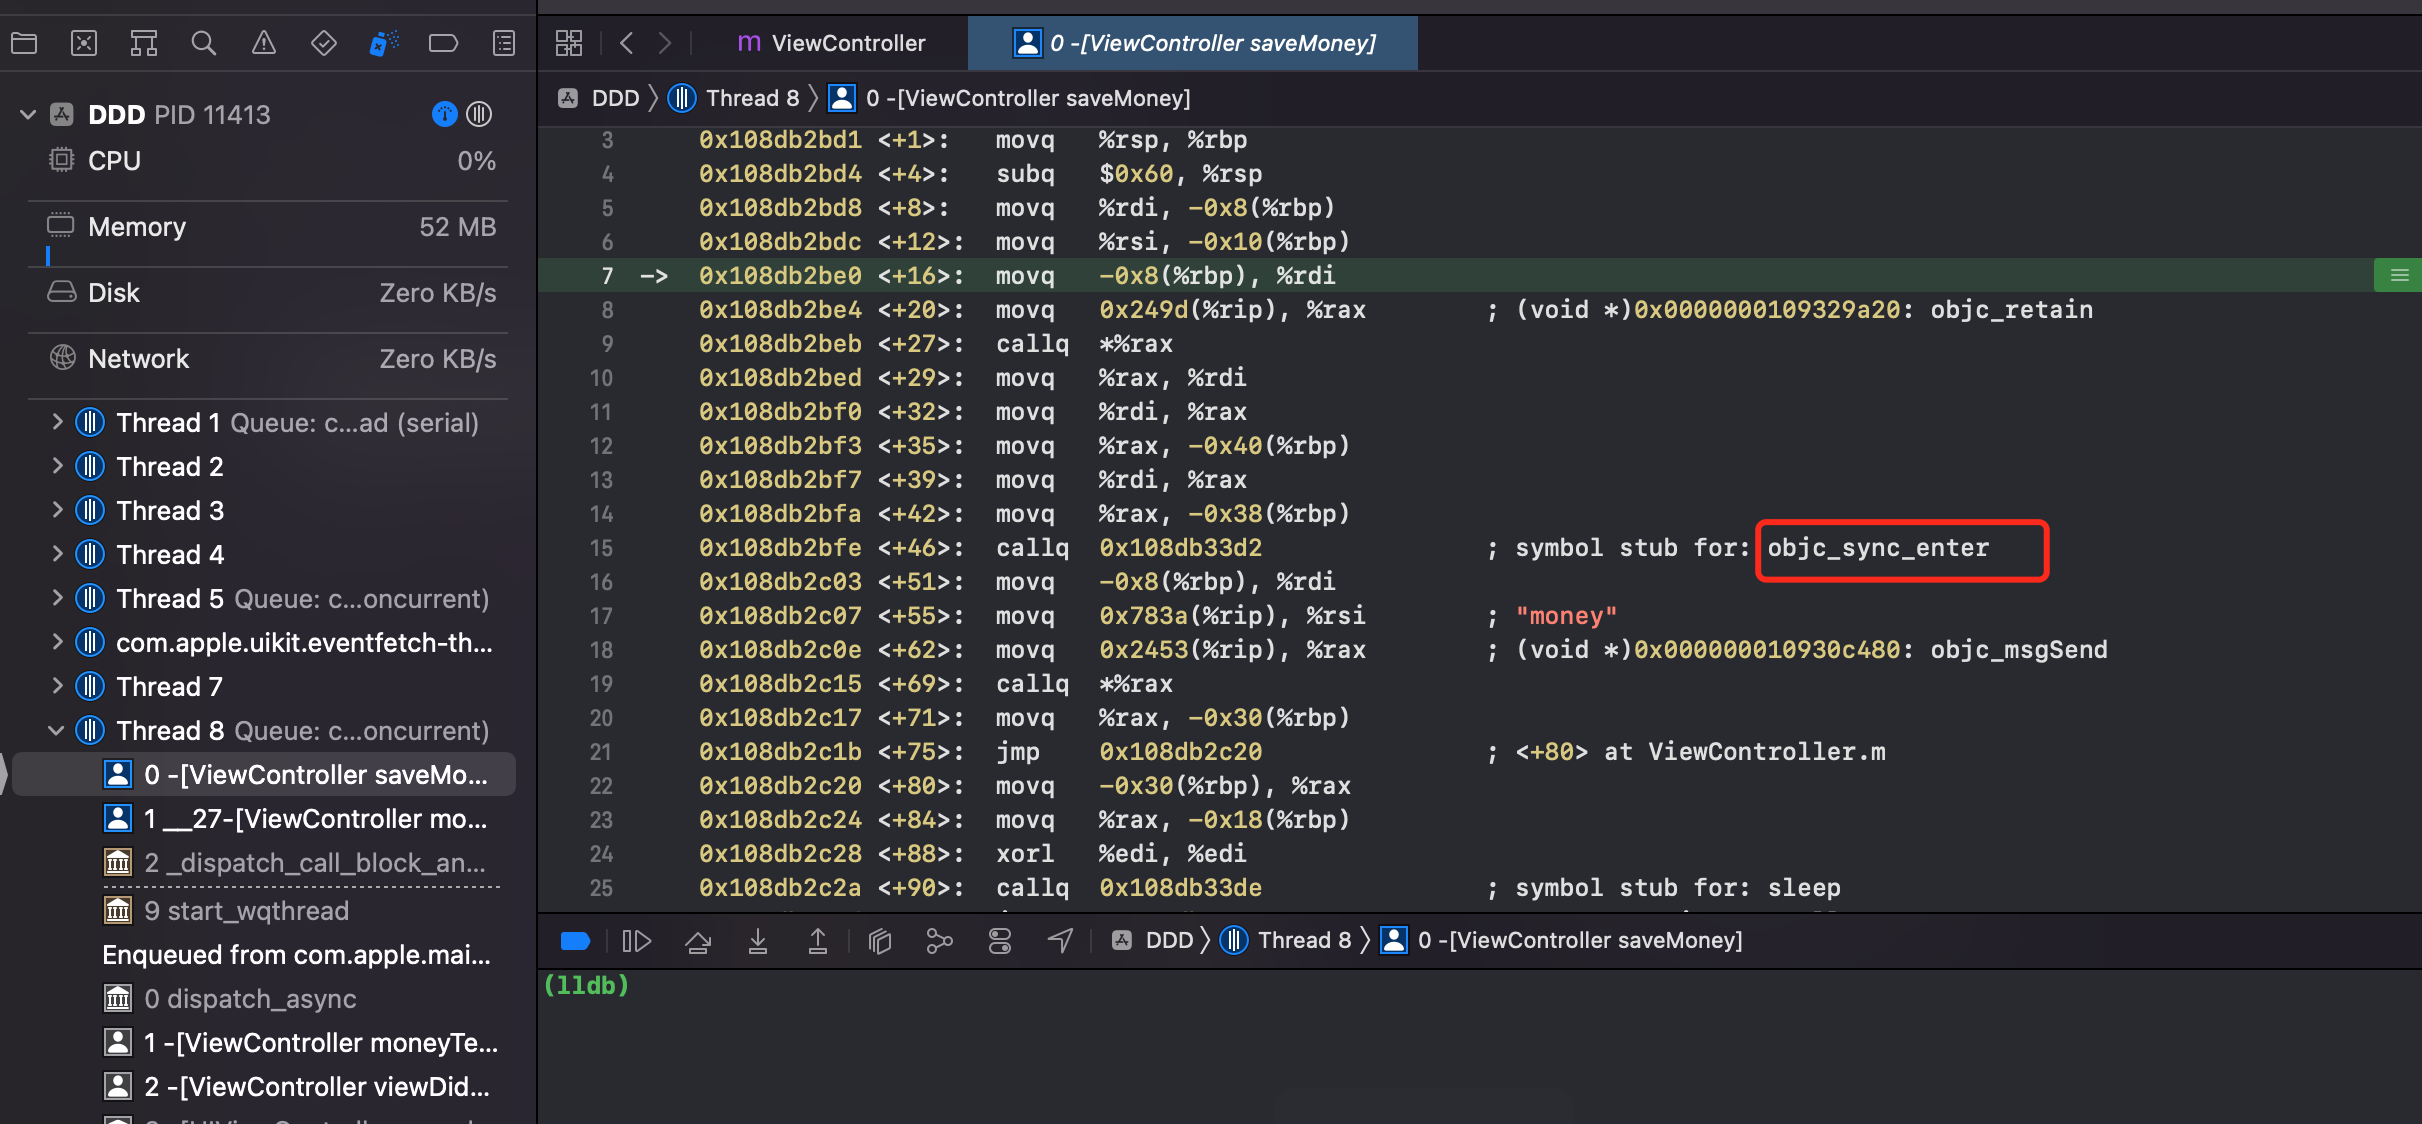 DDD PID 11413
CPU 0%
Memory 52 MB
Disk Zero KB/s
Network Zero KB/s
Thread 1 Queue: c...ad (serial)
Thread 2
Thread 3
Thread 4
Thread 5 Queue: c...oncurrent)
com.apple.uikit.eventfetch-th...
Thread 7
Thread 8 Queue: c...oncurrent)
0 -[ViewController saveMo...
1 __27-[ViewController mo...
2 _dispatch_call_block_an...
9 start_wqthread
Enqueued from com.apple.mai...
0 dispatch_async
1 -[ViewController moneyTe...
2 -[ViewController viewDid...
m ViewController
0 -[ViewController saveMoney]
DDD Thread 8 0 -[ViewController saveMoney]
3 0x108db2bd1 <+1>: movq %rsp, %rbp
4 0x108db2bd4 <+4>: subq $0x60, %rsp
5 0x108db2bd8 <+8>: movq %rdi, -0x8(%rbp)
6 0x108db2bdc <+12>: movq %rsi, -0x10(%rbp)
7 -> 0x108db2be0 <+16>: movq -0x8(%rbp), %rdi
8 0x108db2be4 <+20>: movq 0x249d(%rip), %rax ; (void *)0x0000000109329a20: objc_retain
9 0x108db2beb <+27>: callq *%rax
10 0x108db2bed <+29>: movq %rax, %rdi
11 0x108db2bf0 <+32>: movq %rdi, %rax
12 0x108db2bf3 <+35>: movq %rax, -0x40(%rbp)
13 0x108db2bf7 <+39>: movq %rdi, %rax
14 0x108db2bfa <+42>: movq %rax, -0x38(%rbp)
15 0x108db2bfe <+46>: callq 0x108db33d2 ; symbol stub for: objc_sync_enter
16 0x108db2c03 <+51>: movq -0x8(%rbp), %rdi
17 0x108db2c07 <+55>: movq 0x783a(%rip), %rsi ; "money"
18 0x108db2c0e <+62>: movq 0x2453(%rip), %rax ; (void *)0x000000010930c480: objc_msgSend
19 0x108db2c15 <+69>: callq *%rax
20 0x108db2c17 <+71>: movq %rax, -0x30(%rbp)
21 0x108db2c1b <+75>: jmp 0x108db2c20 ; <+80> at ViewController.m
22 0x108db2c20 <+80>: movq -0x30(%rbp), %rax
23 0x108db2c24 <+84>: movq %rax, -0x18(%rbp)
24 0x108db2c28 <+88>: xorl %edi, %edi
25 0x108db2c2a <+90>: callq 0x108db33de ; symbol stub for: sleep
DDD Thread 8 0 -[ViewController saveMoney]
(lldb)